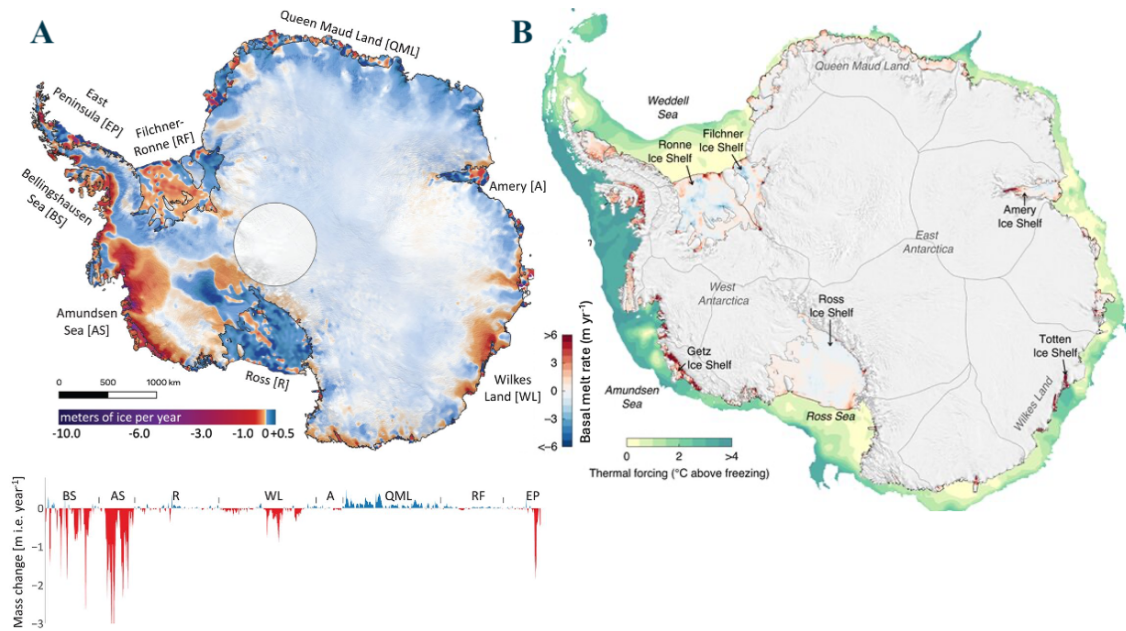 A
Queen Maud Land [QML]
East
Peninsula [EP]
Filchner-
Ronne [RF]
Bellingshausen
Sea [BS]
Amery [A]
Amundsen
Sea [AS]
Ross [R]
Wilkes
Land [WL]
0 500 1000 km
meters of ice per year
-10.0 -6.0 -3.0 -1.0 0 +0.5
Mass change [m i.e. year-1]
BS AS R WL A QML RF EP
0
−1
−2
−3
B
Queen Maud Land
Weddell
Sea
Filchner
Ice Shelf
Ronne
Ice Shelf
Amery
Ice Shelf
East
Antarctica
West
Antarctica
Ross
Ice Shelf
Totten
Ice Shelf
Getz
Ice Shelf
Amundsen
Sea
Ross Sea
Wilkes Land
Basal melt rate (m yr-1)
>6
3
0
−3
<−6
0 2 >4
Thermal forcing (°C above freezing)